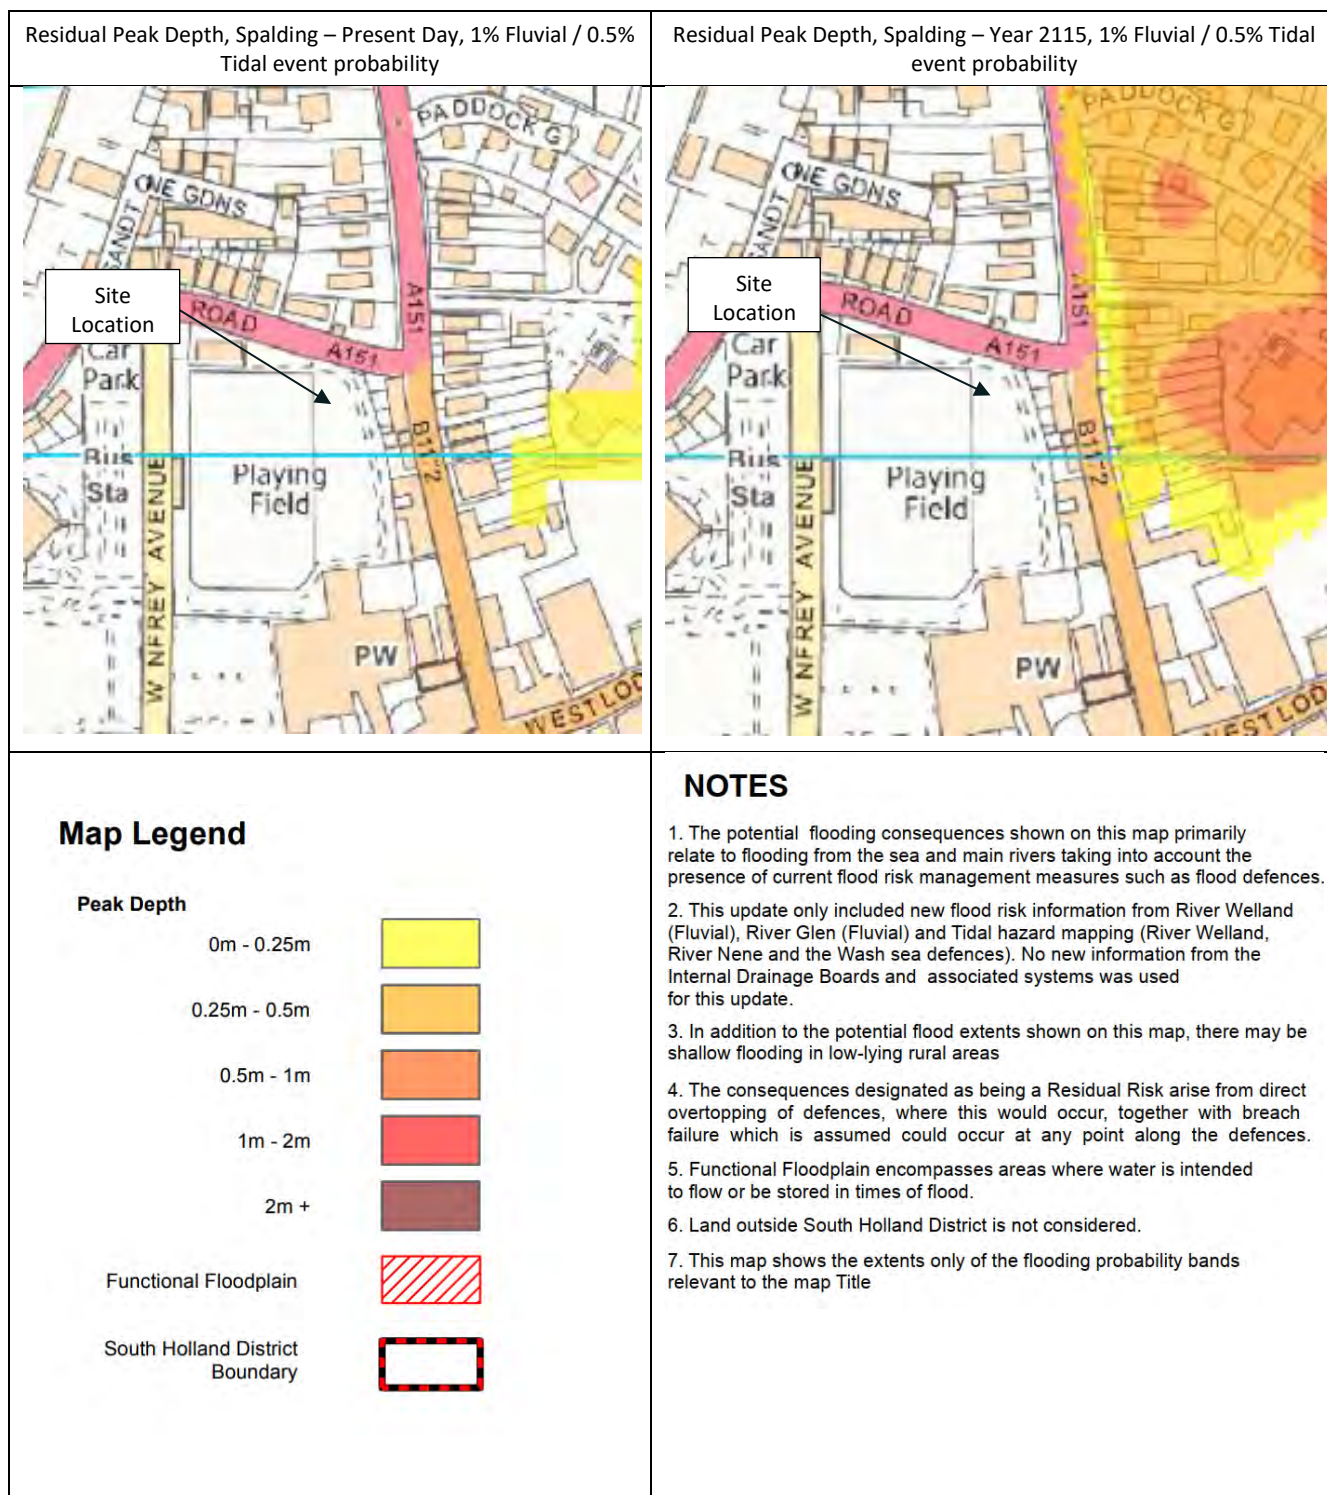 Residual Peak Depth, Spalding – Present Day, 1% Fluvial / 0.5%
Tidal event probability
Residual Peak Depth, Spalding – Year 2115, 1% Fluvial / 0.5% Tidal
event probability
PADDOCK G
ONE GDNS
SANDT
Site
Location
ROAD
A151
A151
Car
Park
Bus
Sta
W NFREY AVENUE
Playing
Field
PW
WESTLOD
PADDOCK G
ONE GDNS
SANDT
Site
Location
ROAD
A151
A151
Car
Park
Bus
Sta
W NFREY AVENUE
Playing
Field
PW
WESTLOD
Map Legend
Peak Depth
0m - 0.25m
0.25m - 0.5m
0.5m - 1m
1m - 2m
2m +
Functional Floodplain
South Holland District
Boundary
NOTES
1. The potential flooding consequences shown on this map primarily
relate to flooding from the sea and main rivers taking into account the
presence of current flood risk management measures such as flood defences.
2. This update only included new flood risk information from River Welland
(Fluvial), River Glen (Fluvial) and Tidal hazard mapping (River Welland,
River Nene and the Wash sea defences). No new information from the
Internal Drainage Boards and associated systems was used
for this update.
3. In addition to the potential flood extents shown on this map, there may be
shallow flooding in low-lying rural areas
4. The consequences designated as being a Residual Risk arise from direct
overtopping of defences, where this would occur, together with breach
failure which is assumed could occur at any point along the defences.
5. Functional Floodplain encompasses areas where water is intended
to flow or be stored in times of flood.
6. Land outside South Holland District is not considered.
7. This map shows the extents only of the flooding probability bands
relevant to the map Title